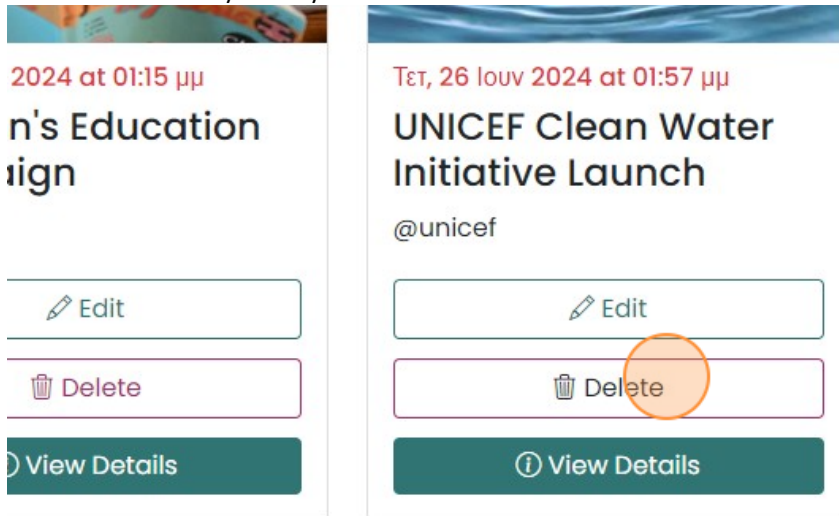 2024 at 01:15 μμ
n's Education
aign
Edit
Delete
View Details
Τετ, 26 Ιουν 2024 at 01:57 μμ
UNICEF Clean Water
Initiative Launch
@unicef
Edit
Delete
View Details